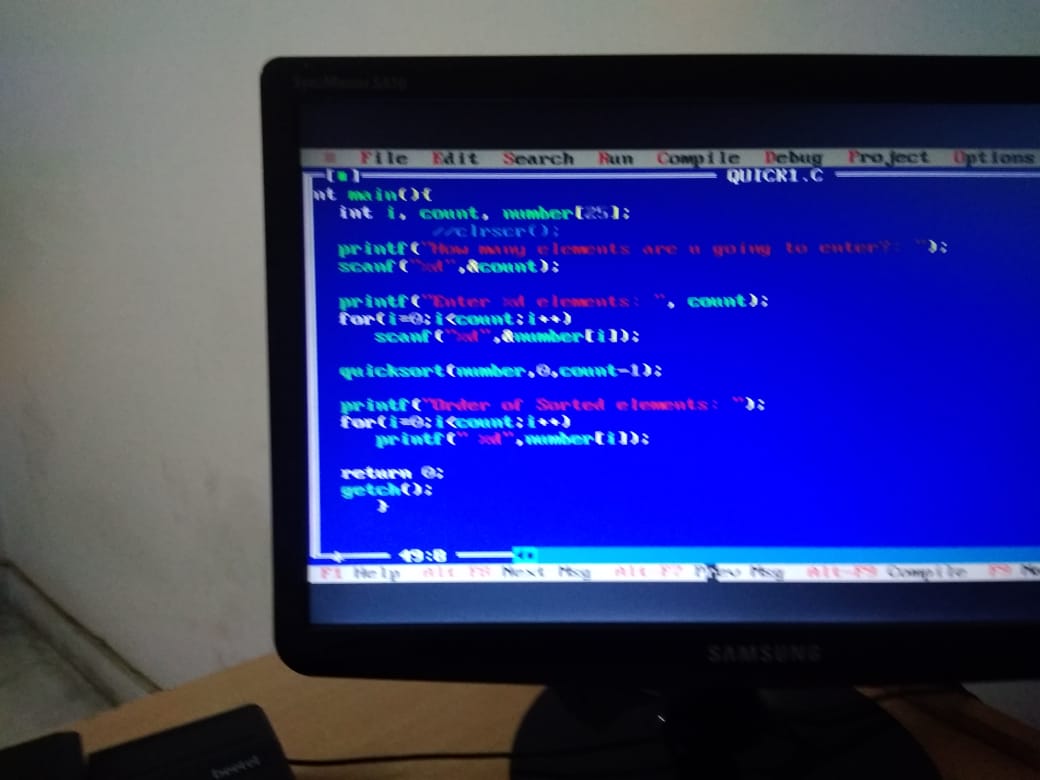 SyncMaster SA10
≡ File Edit Search Run Compile Debug Project Options
[■] QUICK1.C
nt main(){
int i, count, number[25];
//clrscr();
printf("How many elements are u going to enter?: ");
scanf("%d",&count);
printf("Enter %d elements: ", count);
for(i=0;i<count;i++)
scanf("%d",&number[i]);
quicksort(number,0,count-1);
printf("Order of Sorted elements: ");
for(i=0;i<count;i++)
printf(" %d",number[i]);
return 0;
getch();
}
49:8
F1 Help Alt-F8 Next Msg Alt-F7 Prev Msg Alt-F9 Compile F9
SAMSUNG
beetel